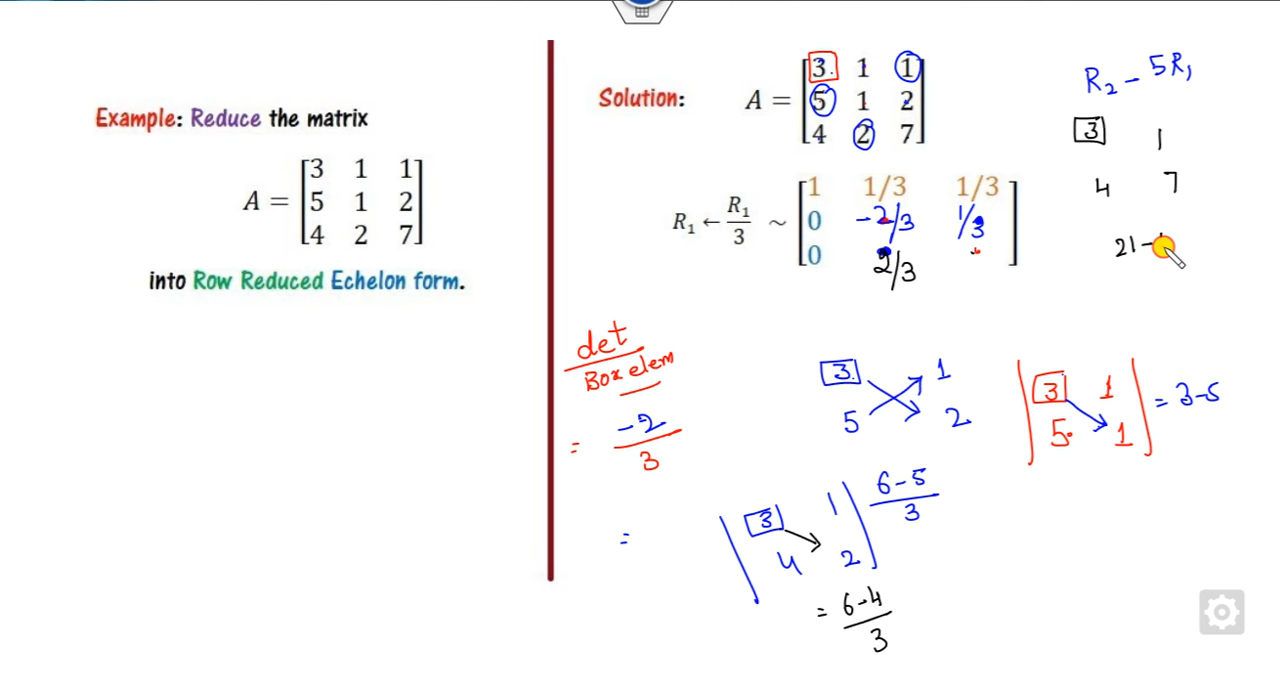 Example: Reduce the matrix
A = [3 1 1
5 1 2
4 2 7]
into Row Reduced Echelon form.
Solution: A = [3. 1 1
5 1 2
4 2 7]
R₁ ← R₁/3 ~ [1 1/3 1/3
0 -2/3 1/3
0 2/3 ]
R₂ - 5R₁
3 1
4 7
21 -
det / Box elem
= -2/3
3. 1
5 2
6-5 / 3
|3 1
5. 1| = 3-5
= |3 1
4 2|
= 6-4 / 3